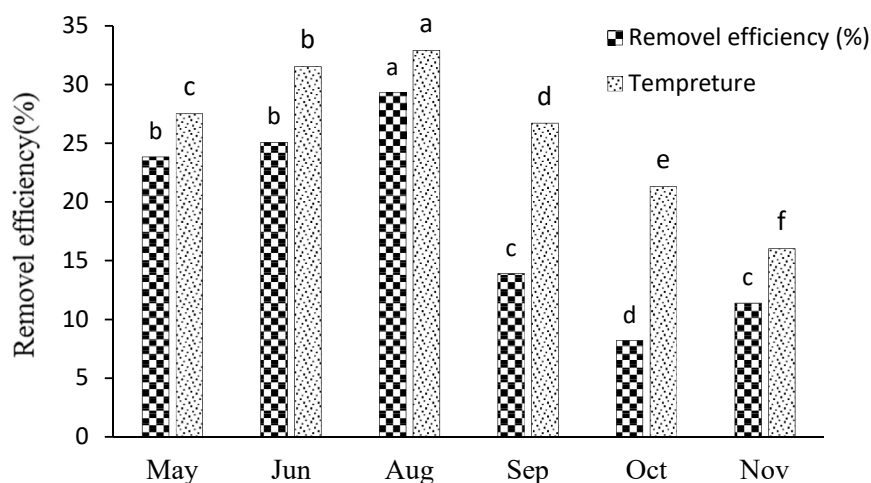 Removel efficiency(%)
35
30
25
20
15
10
5
0
Removel efficiency (%)
Tempreture
b
c
b
b
a
a
c
d
d
e
c
f
May
Jun
Aug
Sep
Oct
Nov